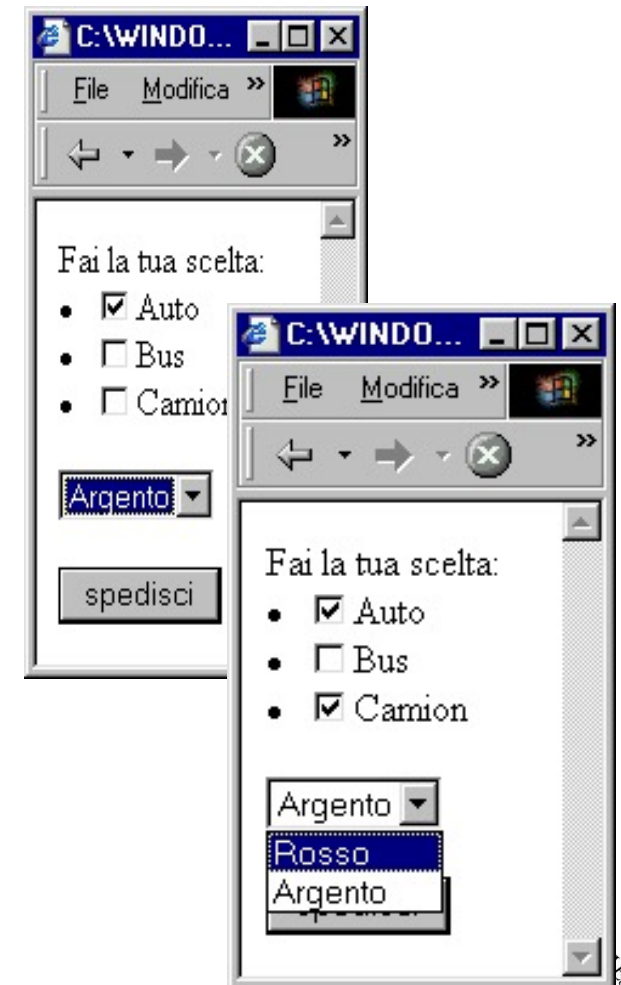 C:\WINDO...
File Modifica »
»
Fai la tua scelta:
Auto
Bus
Camion
Argento
spedisci
C:\WINDO...
File Modifica »
»
Fai la tua scelta:
Auto
Bus
Camion
Argento
Rosso
Argento